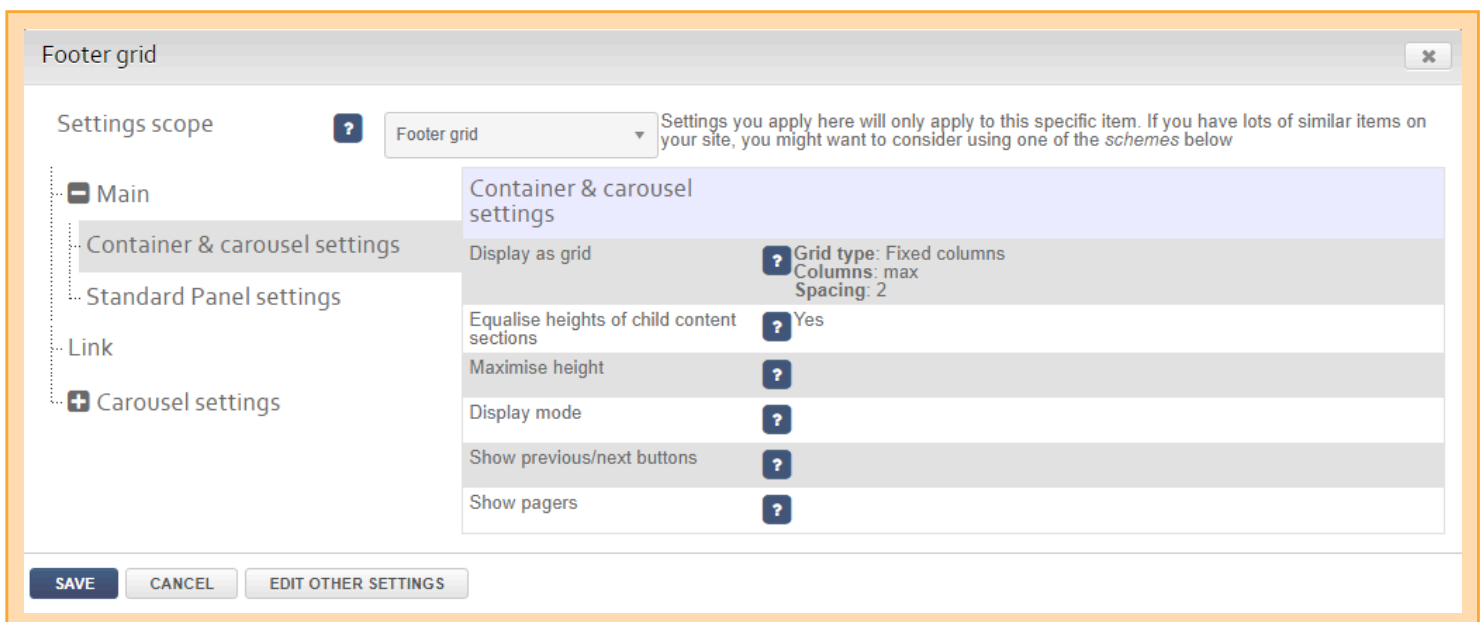 Footer grid
Settings scope
?
Footer grid
Settings you apply here will only apply to this specific item. If you have lots of similar items on
your site, you might want to consider using one of the schemes below
Main
Container & carousel settings
Standard Panel settings
Link
Carousel settings
Container & carousel
settings
Display as grid
?
Grid type: Fixed columns
Columns: max
Spacing: 2
Equalise heights of child content
sections
?
Yes
Maximise height
?
Display mode
?
Show previous/next buttons
?
Show pagers
?
SAVE
CANCEL
EDIT OTHER SETTINGS